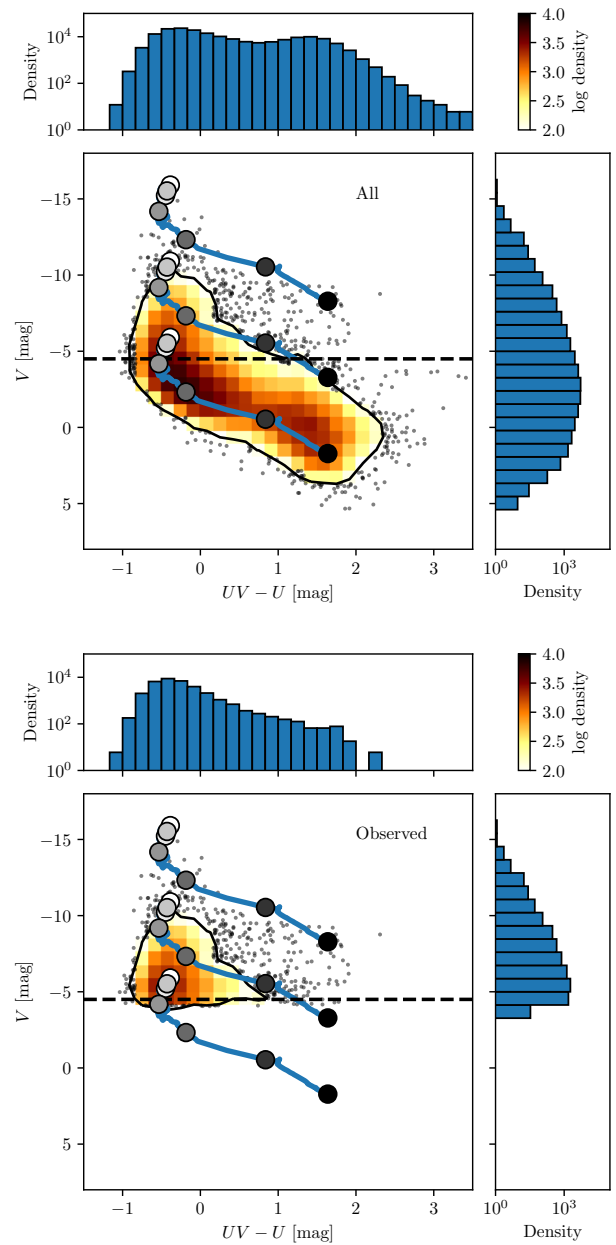 10^4
10^2
10^0
Density
4.0
3.5
3.0
2.5
2.0
log density
All
−15
−10
−5
0
5
V [mag]
−1 0 1 2 3
UV − U [mag]
10^0 10^3
Density
10^4
10^2
10^0
Density
4.0
3.5
3.0
2.5
2.0
log density
Observed
−15
−10
−5
0
5
V [mag]
−1 0 1 2 3
UV − U [mag]
10^0 10^3
Density